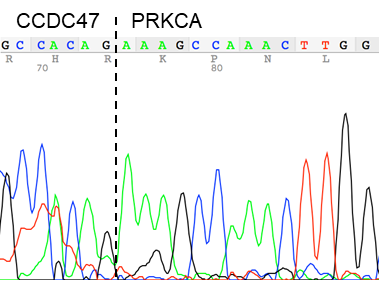 CCDC47 PRKCA
G C C A C A G A A A G C C A A A C T T G G
R H R K P N L
70 80